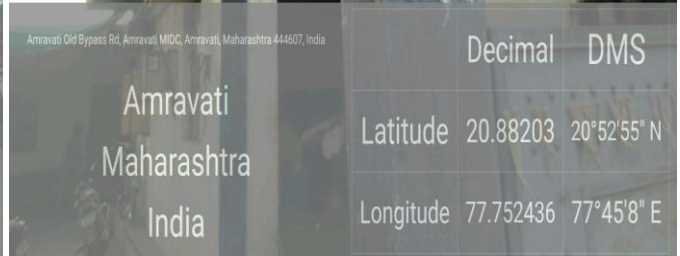 Amravati Old Bypass Rd, Amravati MIDC, Amravati, Maharashtra 444607, India
Amravati
Maharashtra
India
Decimal DMS
Latitude 20.88203 20°52'55" N
Longitude 77.752436 77°45'8" E